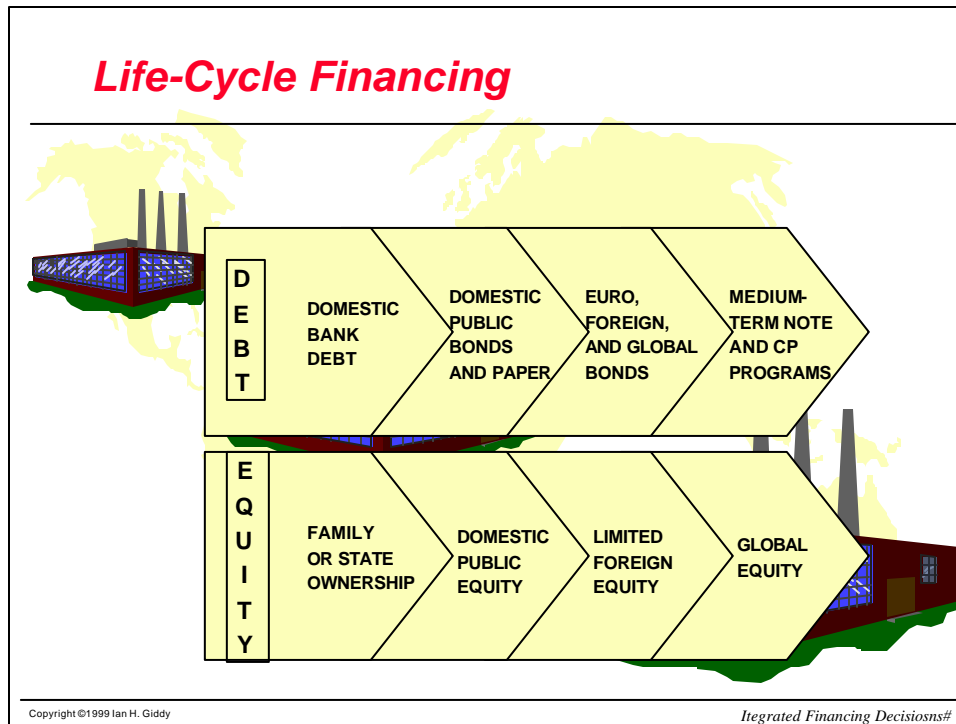 Life-Cycle Financing
DEBT
DOMESTIC
BANK
DEBT
DOMESTIC
PUBLIC
BONDS
AND PAPER
EURO,
FOREIGN,
AND GLOBAL
BONDS
MEDIUM-
TERM NOTE
AND CP
PROGRAMS
EQUITY
FAMILY
OR STATE
OWNERSHIP
DOMESTIC
PUBLIC
EQUITY
LIMITED
FOREIGN
EQUITY
GLOBAL
EQUITY
Copyright ©1999 Ian H. Giddy
Itegrated Financing Decisiosns#